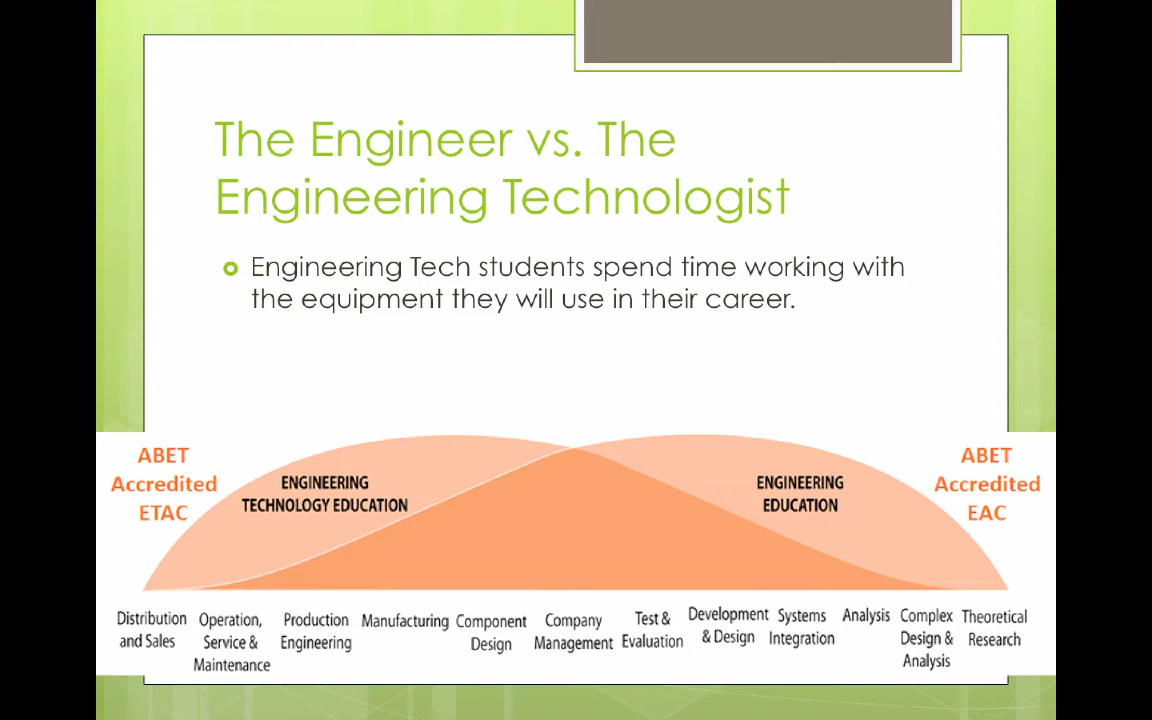 The Engineer vs. The
Engineering Technologist
Engineering Tech students spend time working with
the equipment they will use in their career.
ABET
Accredited
ETAC
ENGINEERING
TECHNOLOGY EDUCATION
ENGINEERING
EDUCATION
ABET
Accredited
EAC
Distribution
and Sales
Operation,
Service &
Maintenance
Production
Engineering
Manufacturing
Component
Design
Company
Management
Test &
Evaluation
Development
& Design
Systems
Integration
Analysis
Complex
Design &
Analysis
Theoretical
Research